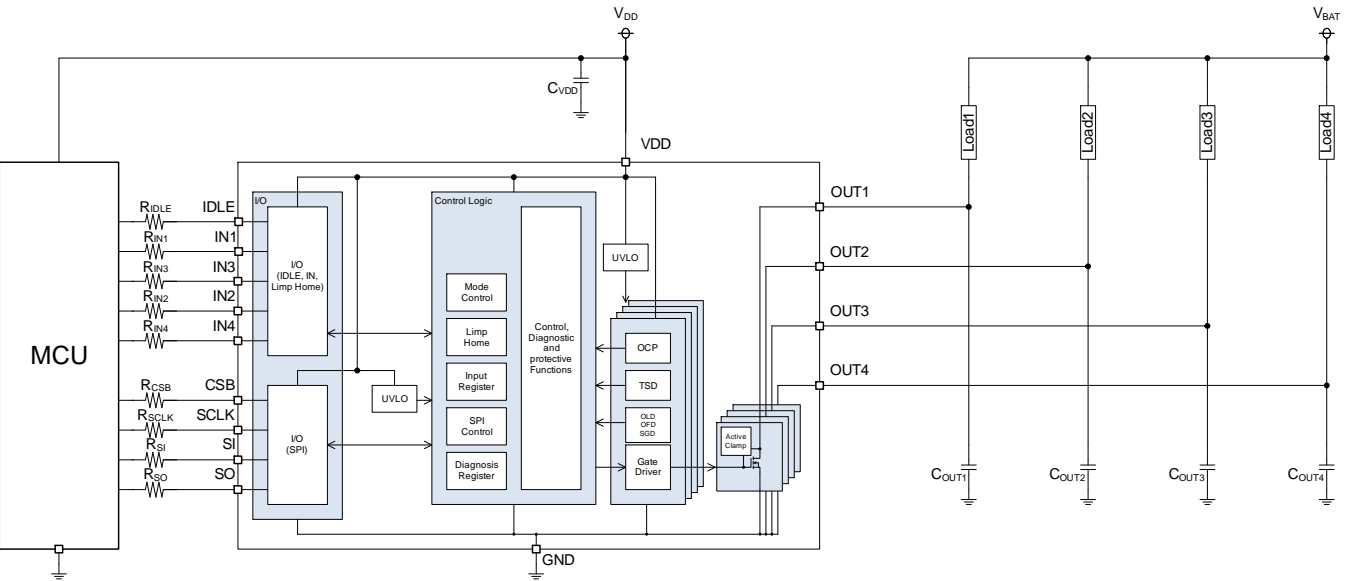 VDD
VBAT
CVDD
VDD
Load1
Load2
Load3
Load4
MCU
RIDLE
IDLE
RIN1
IN1
RIN3
IN3
RIN2
IN2
RIN4
IN4
RCSB
CSB
RSCLK
SCLK
RSI
SI
RSO
SO
I/O
I/O
(IDLE, IN,
Limp Home)
I/O
(SPI)
UVLO
Control Logic
Mode
Control
Limp
Home
Input
Register
SPI
Control
Diagnosis
Register
Control,
Diagnostic
and
protective
Functions
UVLO
OCP
TSD
OLD
OFD
SGD
Gate
Driver
Active
Clamp
OUT1
OUT2
OUT3
OUT4
COUT1
COUT2
COUT3
COUT4
GND